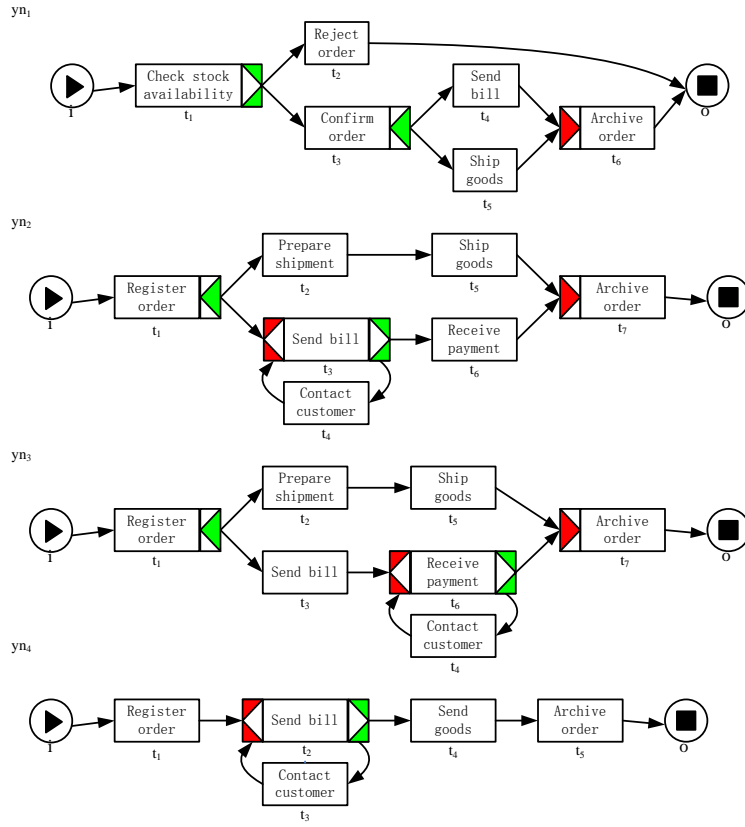 yn1
Reject order
t2
Check stock availability
t1
i
Send bill
t4
Confirm order
t3
Ship goods
t5
Archive order
t6
o
yn2
Prepare shipment
t2
Ship goods
t5
Register order
t1
i
Send bill
t3
Receive payment
t6
Contact customer
t4
Archive order
t7
o
yn3
Prepare shipment
t2
Ship goods
t5
Register order
t1
i
Send bill
t3
Receive payment
t6
Contact customer
t4
Archive order
t7
o
yn4
Register order
t1
i
Send bill
t2
Contact customer
t3
Send goods
t4
Archive order
t5
o